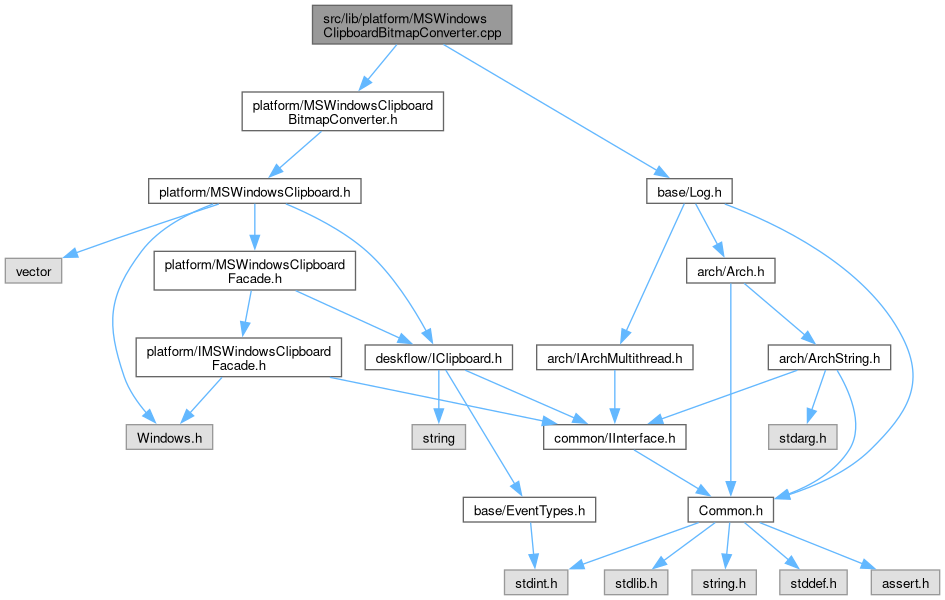 src/lib/platform/MSWindows
ClipboardBitmapConverter.cpp
platform/MSWindowsClipboard
BitmapConverter.h
platform/MSWindowsClipboard.h
base/Log.h
vector
platform/MSWindowsClipboard
Facade.h
arch/Arch.h
platform/IMSWindowsClipboard
Facade.h
deskflow/IClipboard.h
arch/IArchMultithread.h
arch/ArchString.h
Windows.h
string
common/IInterface.h
stdarg.h
base/EventTypes.h
Common.h
stdint.h
stdlib.h
string.h
stddef.h
assert.h